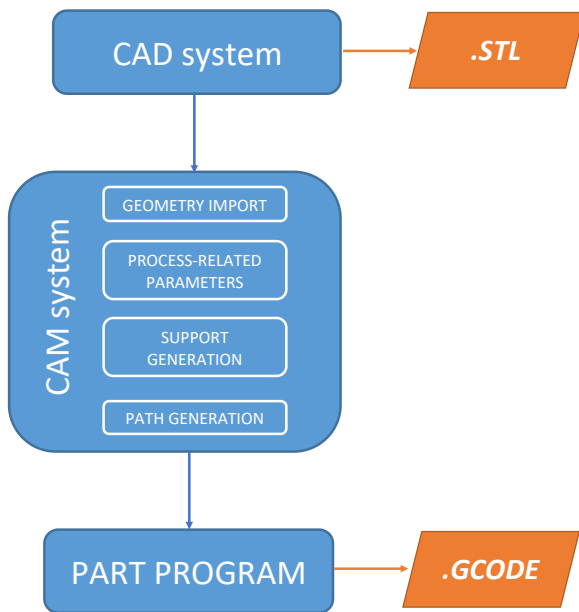 CAD system
.STL
CAM system
GEOMETRY IMPORT
PROCESS-RELATED
PARAMETERS
SUPPORT
GENERATION
PATH GENERATION
PART PROGRAM
.GCODE